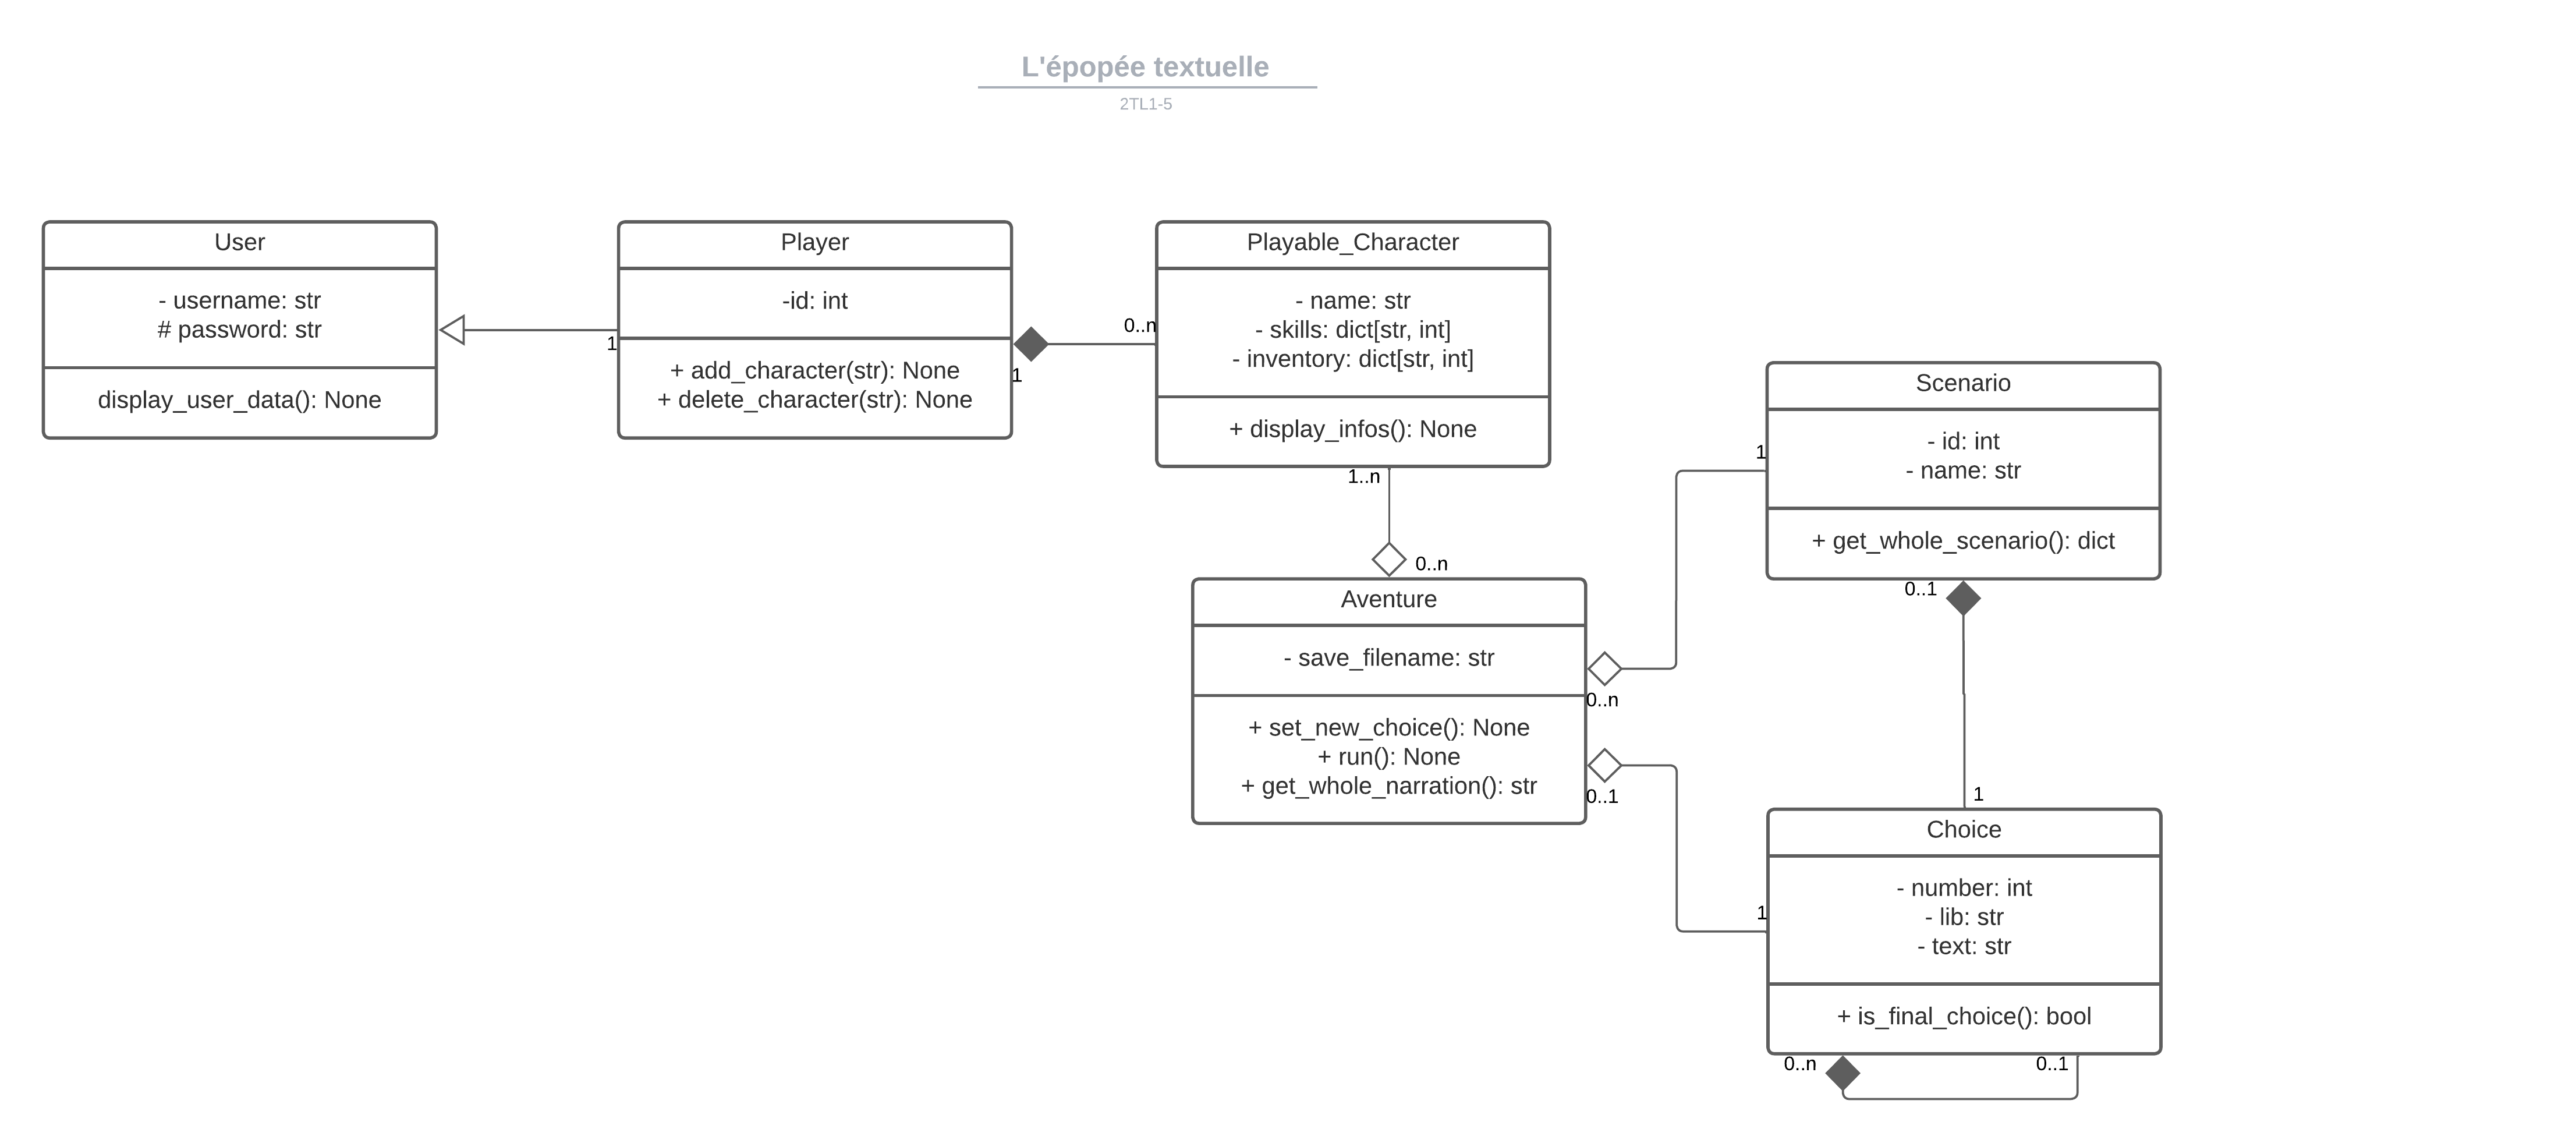 L'épopée textuelle
2TL1-5
User
- username: str
# password: str
display_user_data(): None
1
Player
-id: int
+ add_character(str): None
+ delete_character(str): None
1
0..n
Playable_Character
- name: str
- skills: dict[str, int]
- inventory: dict[str, int]
+ display_infos(): None
1..n
0..n
Aventure
- save_filename: str
+ set_new_choice(): None
+ run(): None
+ get_whole_narration(): str
0..n
0..1
1
Scenario
- id: int
- name: str
+ get_whole_scenario(): dict
0..1
1
1
Choice
- number: int
- lib: str
- text: str
+ is_final_choice(): bool
0..n
0..1